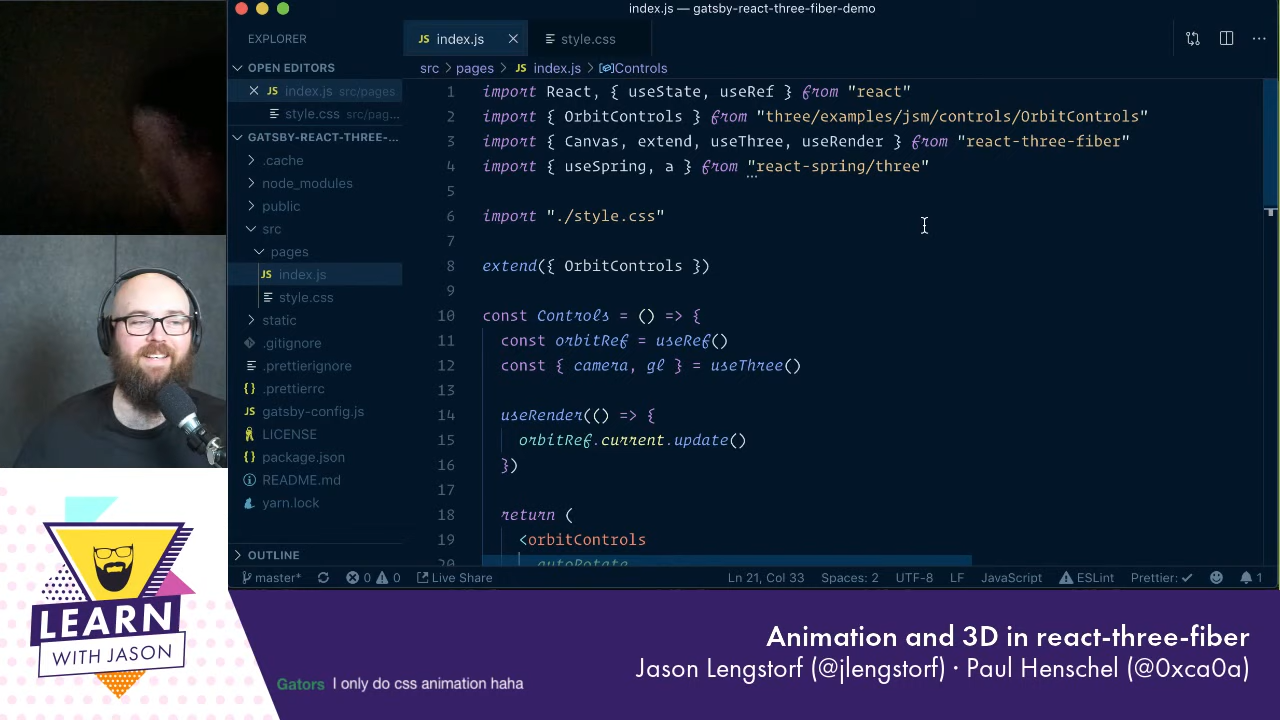 index.js — gatsby-react-three-fiber-demo
EXPLORER
JS index.js
style.css
src > pages > JS index.js > Controls
OPEN EDITORS
JS index.js src/pages
style.css src/pag...
GATSBY-REACT-THREE-...
.cache
node_modules
public
src
pages
JS index.js
style.css
static
.gitignore
.prettierignore
{} .prettierrc
JS gatsby-config.js
LICENSE
{} package.json
README.md
yarn.lock
OUTLINE
1 import React, { useState, useRef } from "react"
2 import { OrbitControls } from "three/examples/jsm/controls/OrbitControls"
3 import { Canvas, extend, useThree, useRender } from "react-three-fiber"
4 import { useSpring, a } from "react-spring/three"
5
6 import "./style.css"
7
8 extend({ OrbitControls })
9
10 const Controls = () => {
11 const orbitRef = useRef()
12 const { camera, gl } = useThree()
13
14 useRender(() => {
15 orbitRef.current.update()
16 })
17
18 return (
19 <orbitControls
20 autoRotate
master* 0 0 Live Share Ln 21, Col 33 Spaces: 2 UTF-8 LF JavaScript ESLint Prettier: ✓ 1
LEARN
WITH JASON
Animation and 3D in react-three-fiber
Jason Lengstorf (@jlengstorf) · Paul Henschel (@0xca0a)
Gators I only do css animation haha